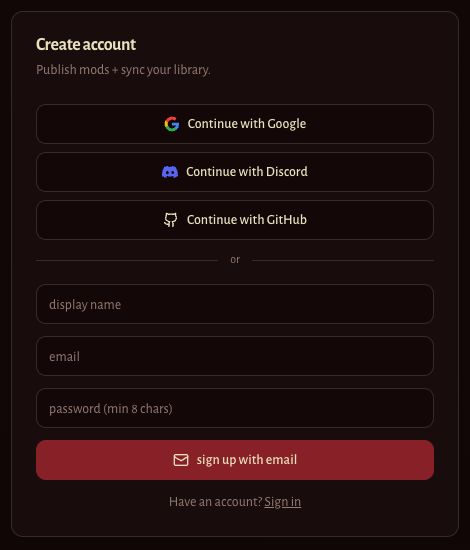 Create account
Publish mods + sync your library.
Continue with Google
Continue with Discord
Continue with GitHub
or
display name
email
password (min 8 chars)
sign up with email
Have an account? Sign in